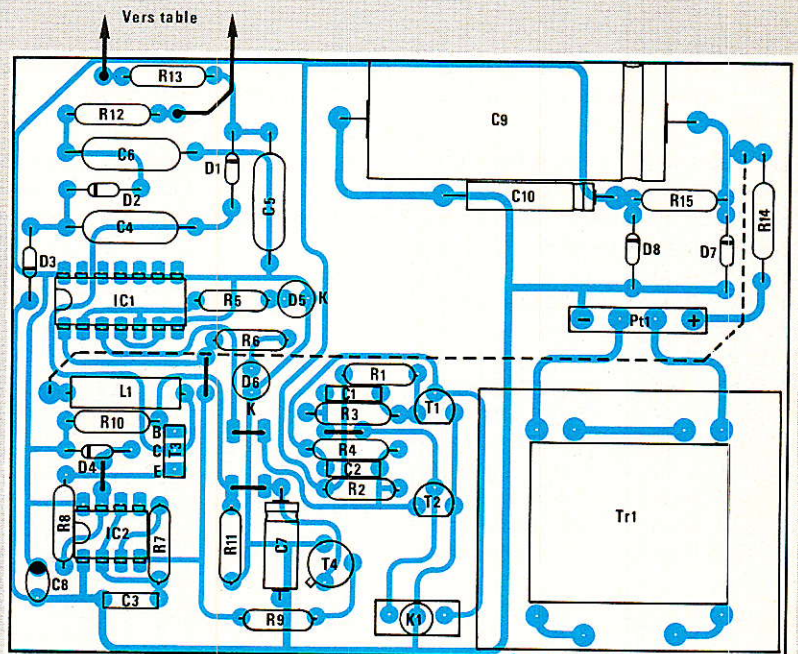 Vers table
R13
R12
C9
C6
D1
C5
C10
R15
R14
D2
C4
D3
D8
D7
IC1
R5
D5
K
Pt1
- +
R6
D6
K
R1
C1
R3
T1
L1
R10
B
C
E
T3
R4
C2
R2
T2
D4
R8
IC2
R7
R11
C7
T4
Tr1
C8
C3
R9
K1